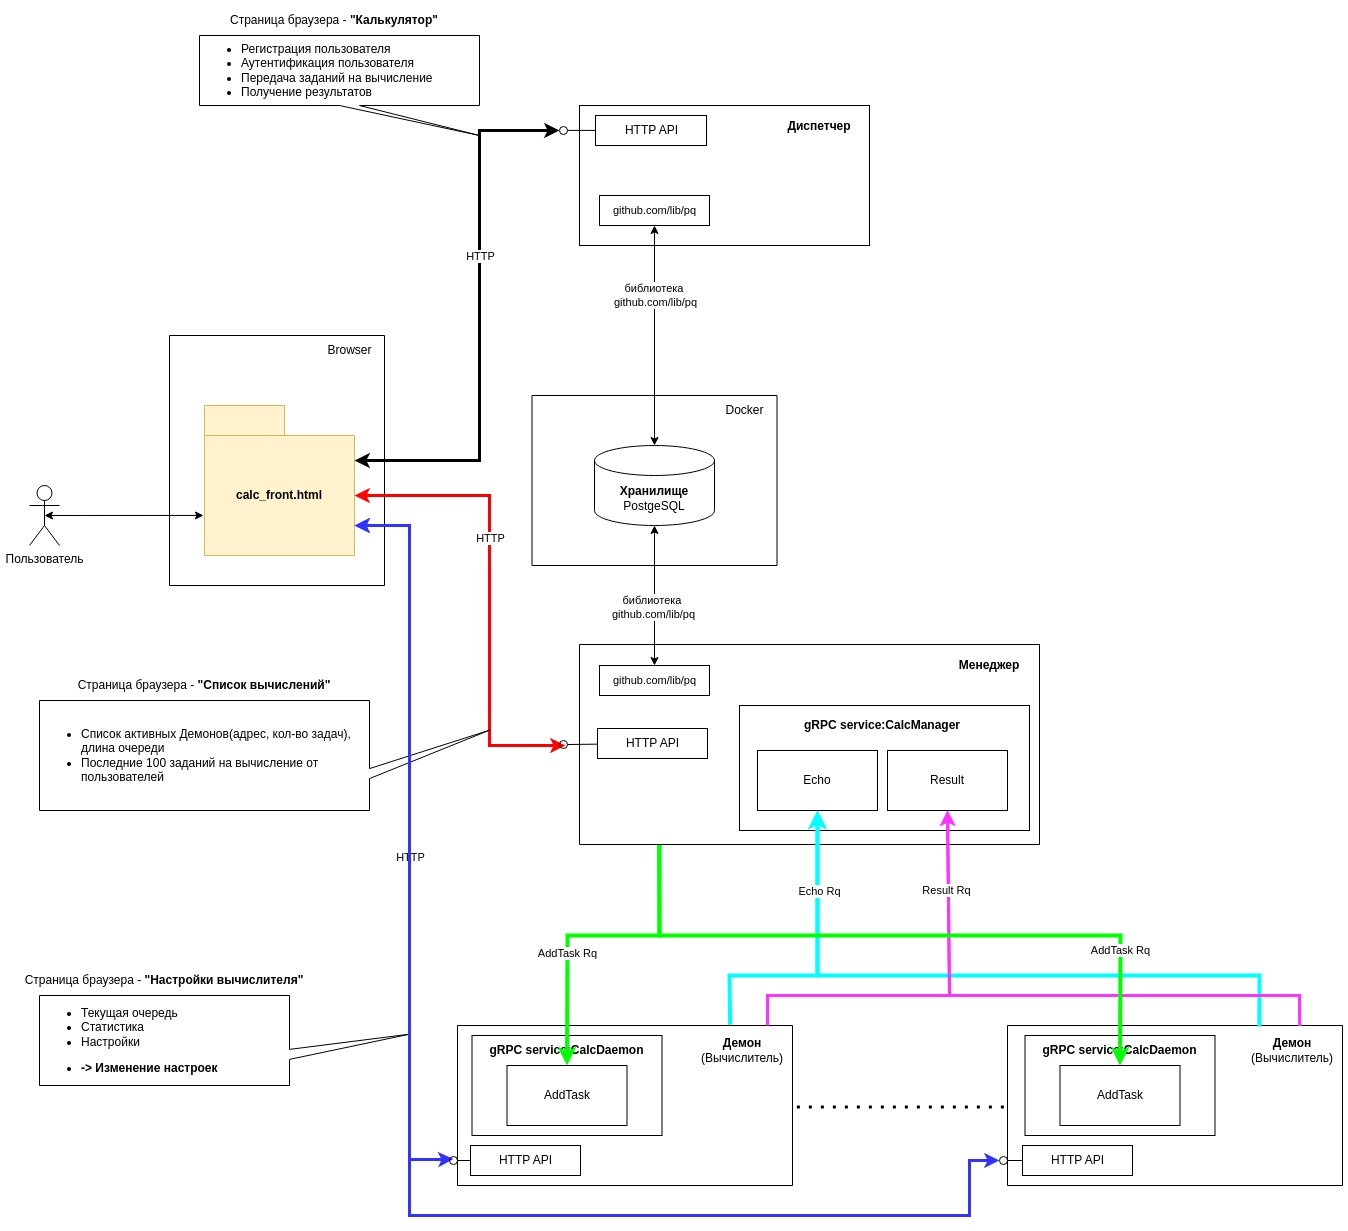 Страница браузера - "Калькулятор"
Регистрация пользователя
Аутентификация пользователя
Передача заданий на вычисление
Получение результатов
HTTP API
Диспетчер
github.com/lib/pq
HTTP
библиотека
github.com/lib/pq
Browser
calc_front.html
Пользователь
Docker
Хранилище
PostgeSQL
HTTP
библиотека
github.com/lib/pq
Менеджер
github.com/lib/pq
HTTP API
gRPC service:CalcManager
Echo
Result
Страница браузера - "Список вычислений"
Список активных Демонов(адрес, кол-во задач),
длина очереди
Последние 100 заданий на вычисление от
пользователей
HTTP
Echo Rq
Result Rq
AddTask Rq
AddTask Rq
Страница браузера - "Настройки вычислителя"
Текущая очередь
Статистика
Настройки
-> Изменение настроек
gRPC service:CalcDaemon
Демон
(Вычислитель)
AddTask
HTTP API
gRPC service:CalcDaemon
Демон
(Вычислитель)
AddTask
HTTP API